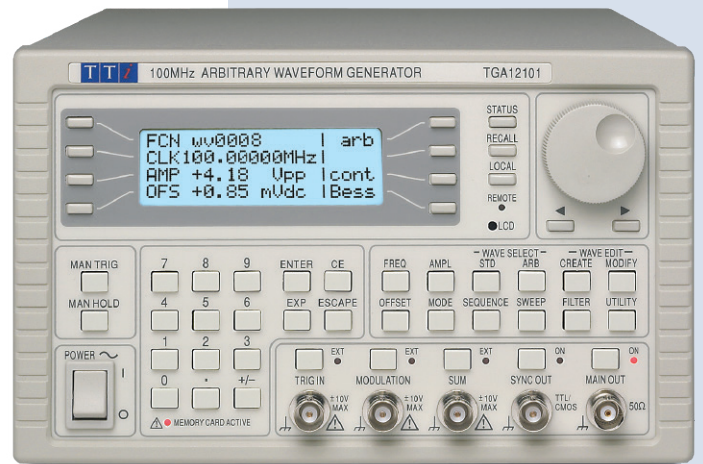 TTi 100MHz ARBITRARY WAVEFORM GENERATOR TGA12101
STATUS
FCN wv0008 | arb
RECALL
CLK100.00000MHz|
LOCAL
AMP +4.18 Vpp |cont
OFS +0.85 mVdc |Bess
REMOTE
LCD
MAN TRIG
7 8 9 ENTER CE
WAVE SELECT WAVE EDIT
FREQ AMPL STD ARB CREATE MODIFY
MAN HOLD
4 5 6 EXP ESCAPE
OFFSET MODE SEQUENCE SWEEP FILTER UTILITY
POWER
1 2 3
I
O
0 . +/−
MEMORY CARD ACTIVE
EXT EXT EXT ON ON
TRIG IN MODULATION SUM SYNC OUT MAIN OUT
±10V MAX ±10V MAX ±10V MAX TTL/CMOS 50Ω